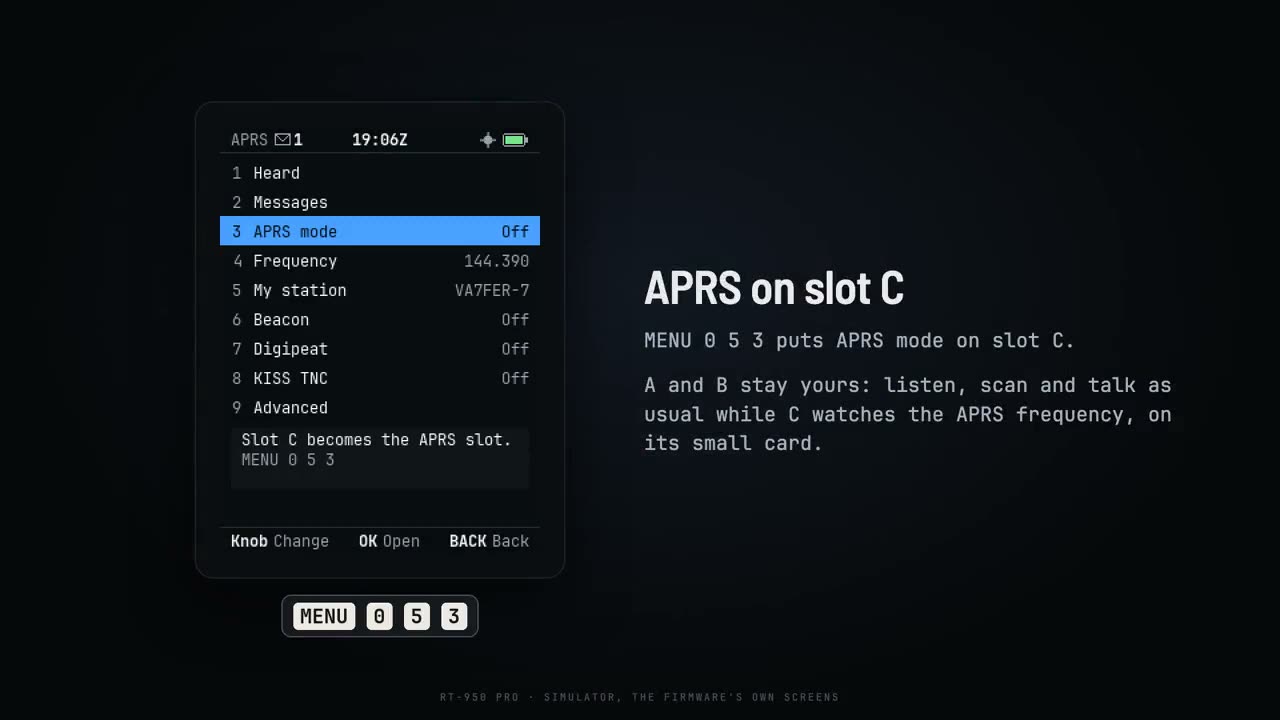 APRS 1 19:06Z
1 Heard
2 Messages
3 APRS mode Off
4 Frequency 144.390
5 My station VA7FER-7
6 Beacon Off
7 Digipeat Off
8 KISS TNC Off
9 Advanced
Slot C becomes the APRS slot.
MENU 0 5 3
Knob Change OK Open BACK Back
MENU 0 5 3
APRS on slot C
MENU 0 5 3 puts APRS mode on slot C.
A and B stay yours: listen, scan and talk as
usual while C watches the APRS frequency, on
its small card.
RT-950 PRO · SIMULATOR, THE FIRMWARE'S OWN SCREENS